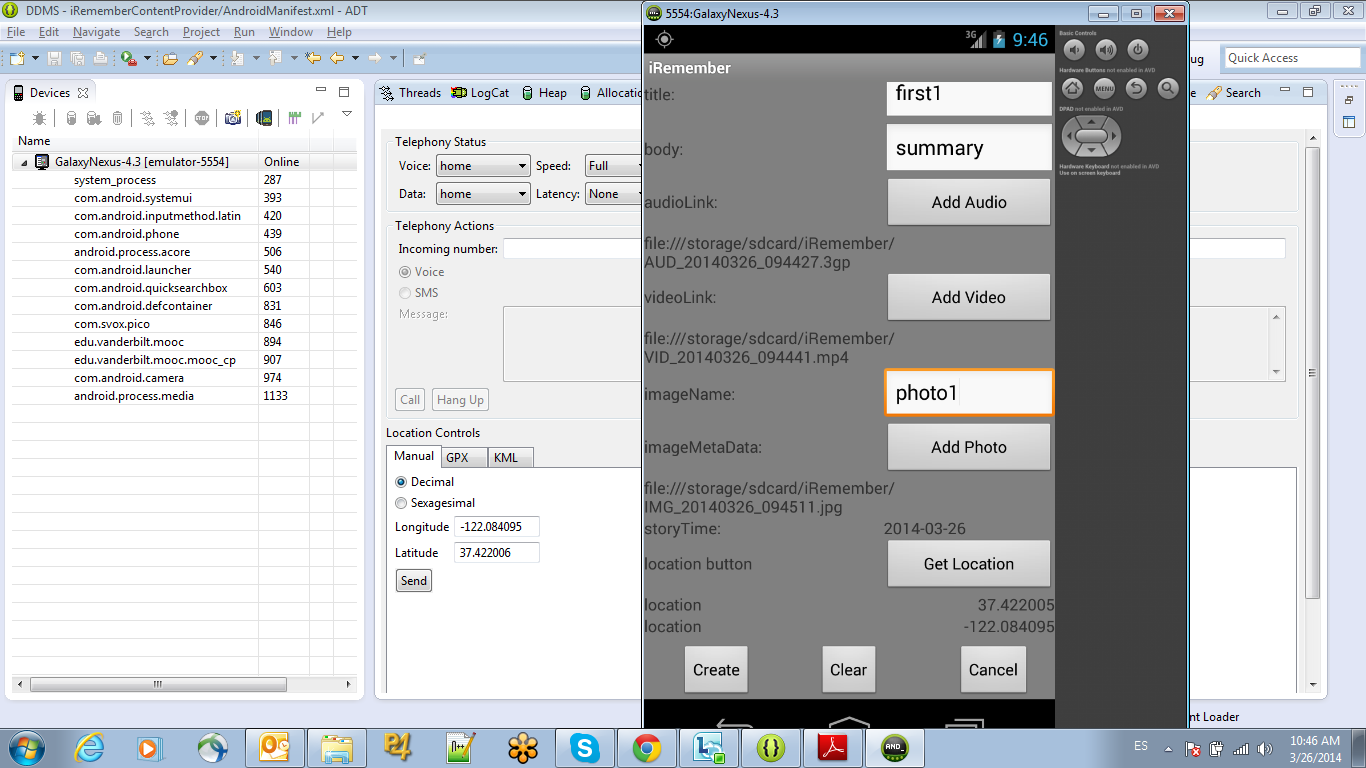 DDMS - iRememberContentProvider/AndroidManifest.xml - ADT
File Edit Navigate Search Project Run Window Help
Quick Access
Devices
Name
GalaxyNexus-4.3 [emulator-5554] Online
system_process 287
com.android.systemui 393
com.android.inputmethod.latin 420
com.android.phone 439
android.process.acore 506
com.android.launcher 540
com.android.quicksearchbox 603
com.android.defcontainer 831
com.svox.pico 846
edu.vanderbilt.mooc 894
edu.vanderbilt.mooc.mooc_cp 907
com.android.camera 974
android.process.media 1133
Threads LogCat Heap Allocatio
Search
Telephony Status
Voice: home Speed: Full
Data: home Latency: None
Telephony Actions
Incoming number:
Voice
SMS
Message:
Call Hang Up
Location Controls
Manual GPX KML
Decimal
Sexagesimal
Longitude -122.084095
Latitude 37.422006
Send
5554:GalaxyNexus-4.3
3G 9:46
iRemember
title: first1
body: summary
audioLink: Add Audio
file:///storage/sdcard/iRemember/
AUD_20140326_094427.3gp
videoLink: Add Video
file:///storage/sdcard/iRemember/
VID_20140326_094441.mp4
imageName: photo1
imageMetaData: Add Photo
file:///storage/sdcard/iRemember/
IMG_20140326_094511.jpg
storyTime: 2014-03-26
location button Get Location
location 37.422005
location -122.084095
Create Clear Cancel
Basic Controls
Hardware Buttons not enabled in AVD
MENU
DPAD not enabled in AVD
Hardware Keyboard not enabled in AVD
Use on screen keyboard
ug
e
nt Loader
ES
10:46 AM
3/26/2014